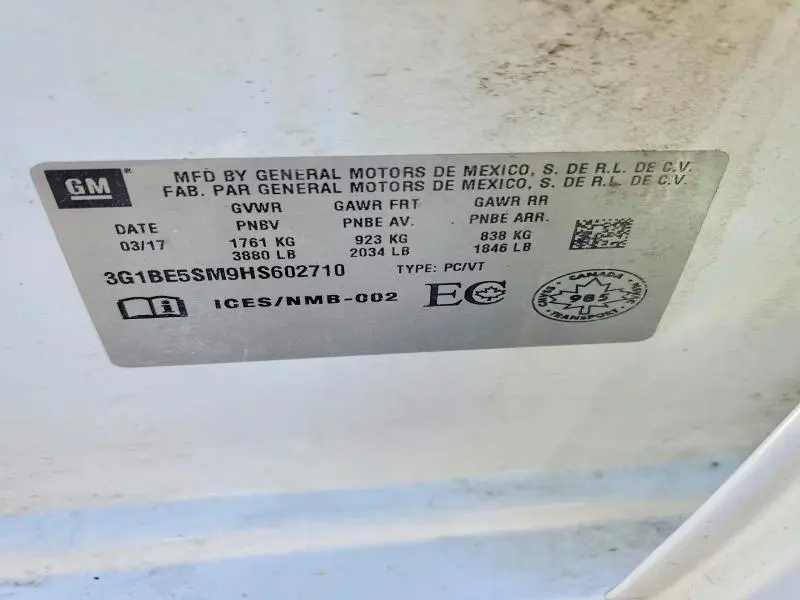 GM
MFD BY GENERAL MOTORS DE MEXICO, S. DE R.L. DE C.V.
FAB. PAR GENERAL MOTORS DE MEXICO, S. DE R.L. DE C.V.
GVWR GAWR FRT GAWR RR
DATE PNBV PNBE AV. PNBE ARR.
03/17 1761 KG 923 KG 838 KG
3880 LB 2034 LB 1846 LB
3G1BE5SM9HS602710 TYPE: PC/VT
i ICES/NMB-002 EC
CANADA
985
TRANSPORT